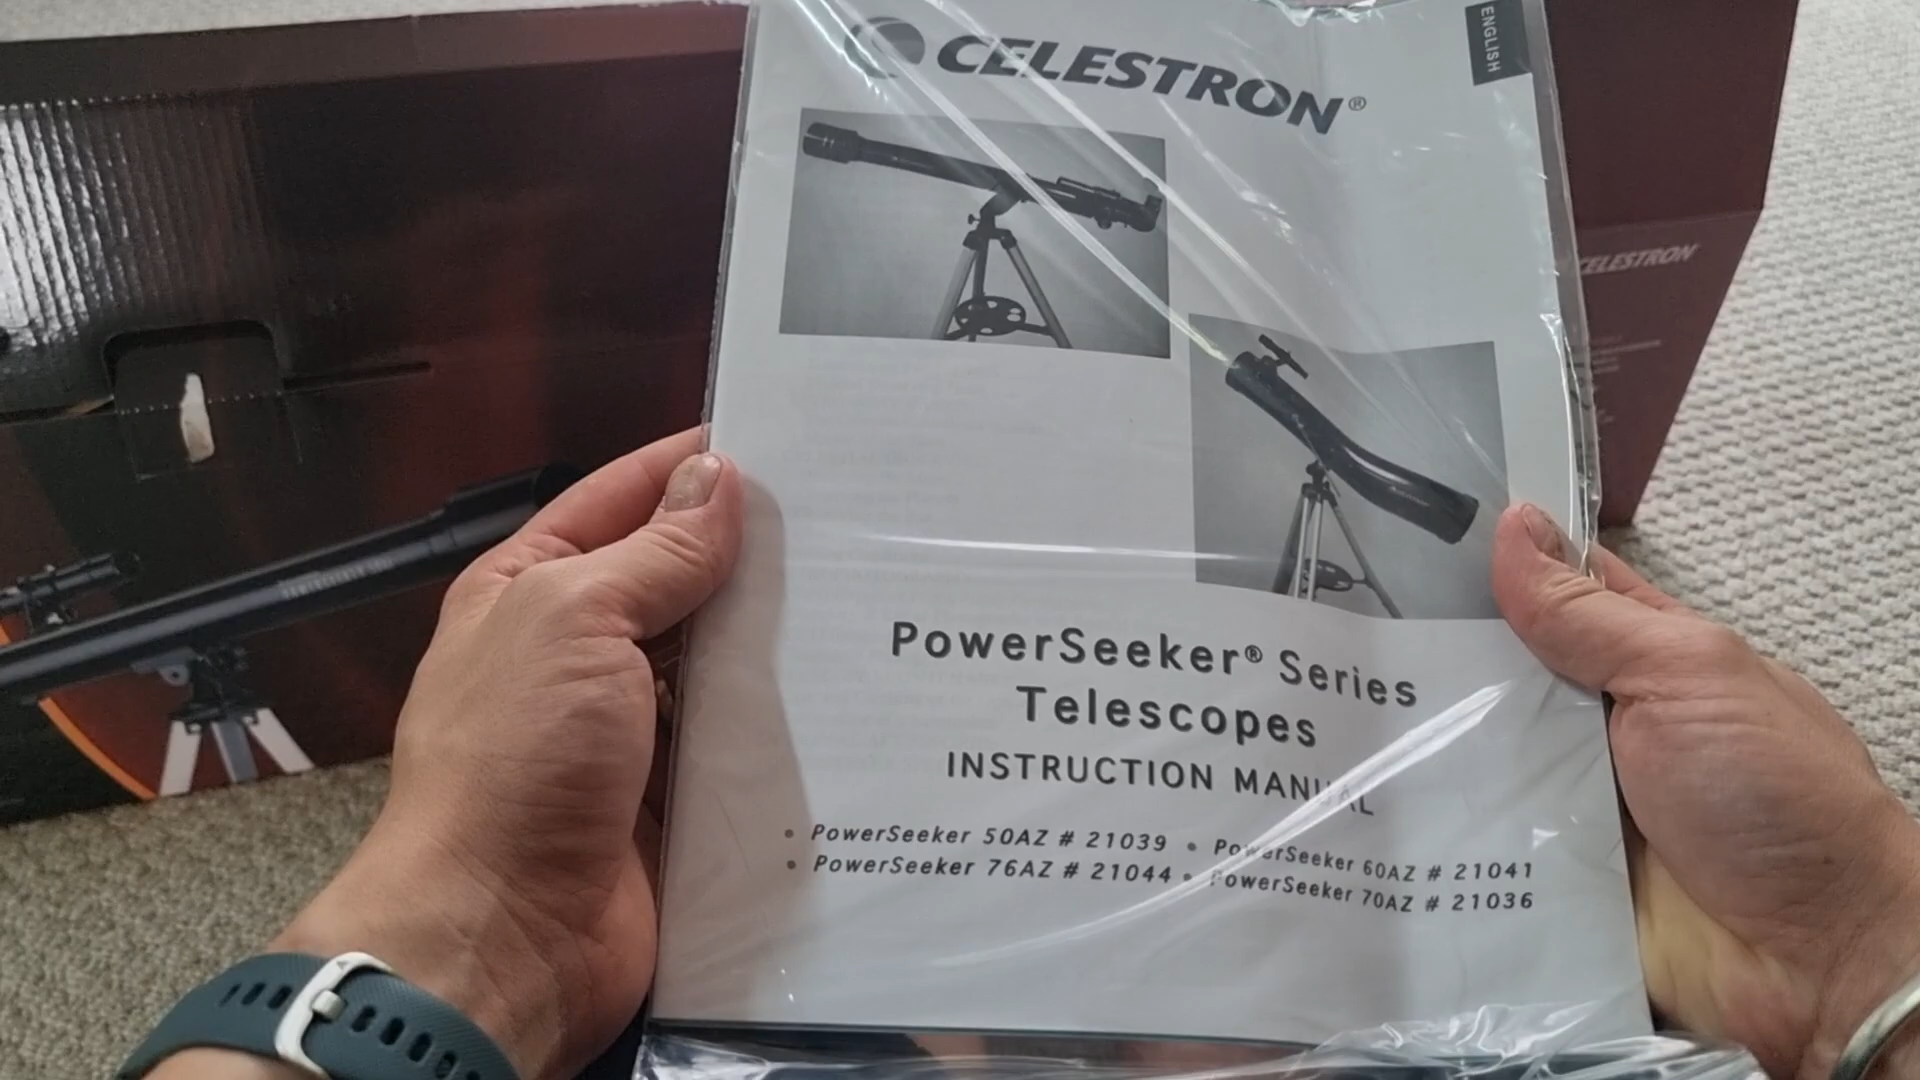 CELESTRON®
ENGLISH
CELESTRON
PowerSeeker® Series
Telescopes
INSTRUCTION MANUAL
• PowerSeeker 50AZ # 21039 • PowerSeeker 60AZ # 21041
• PowerSeeker 76AZ # 21044 • PowerSeeker 70AZ # 21036